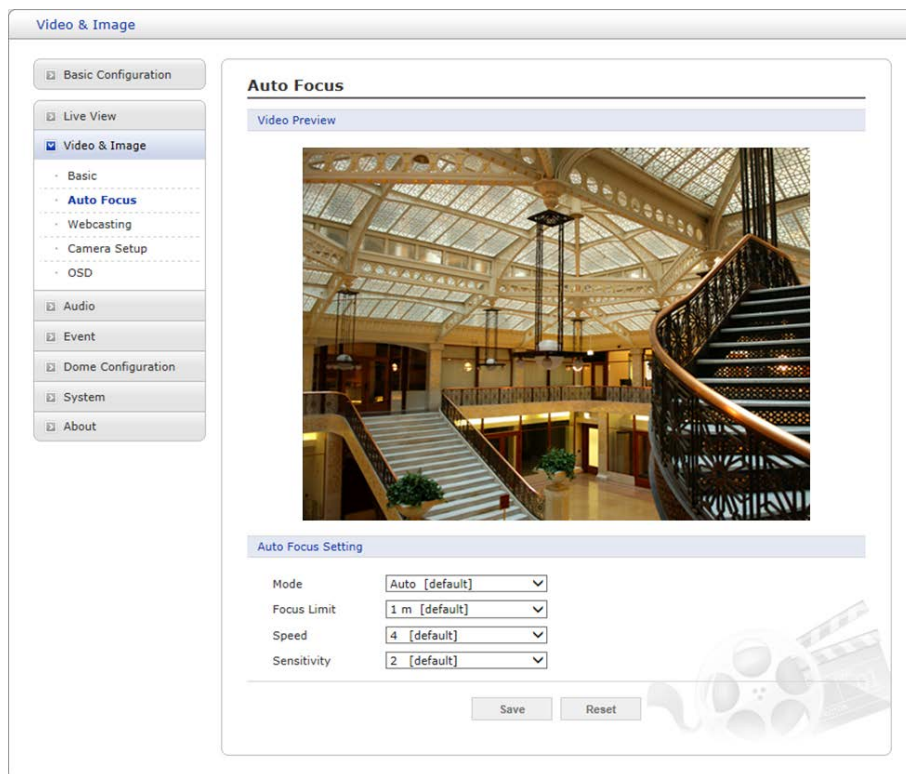 Video & Image
Basic Configuration
Live View
Video & Image
Basic
Auto Focus
Webcasting
Camera Setup
OSD
Audio
Event
Dome Configuration
System
About
Auto Focus
Video Preview
Auto Focus Setting
Mode Auto [default]
Focus Limit 1 m [default]
Speed 4 [default]
Sensitivity 2 [default]
Save Reset